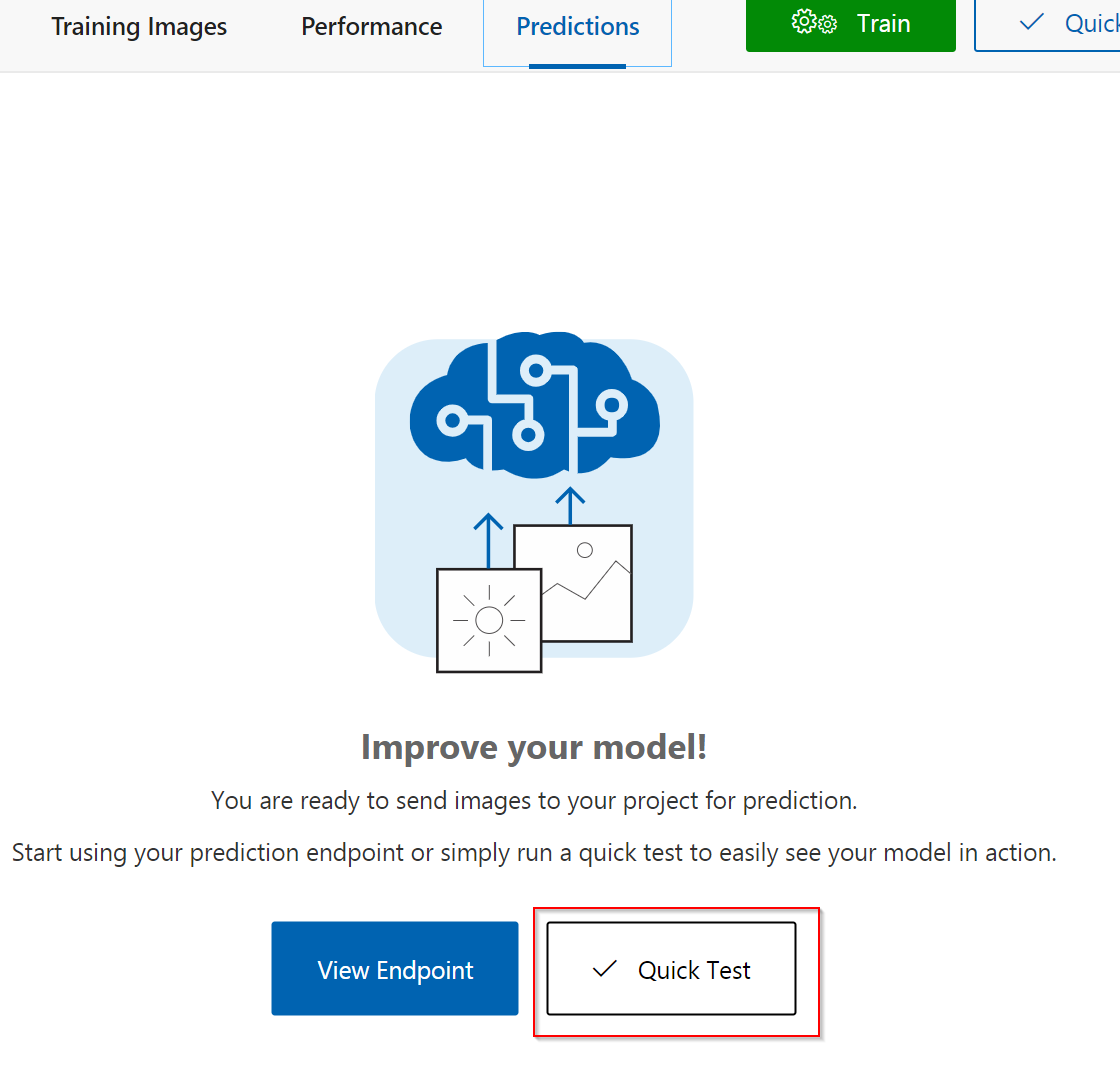 Training Images Performance Predictions Train Quick
Improve your model!
You are ready to send images to your project for prediction.
Start using your prediction endpoint or simply run a quick test to easily see your model in action.
View Endpoint Quick Test